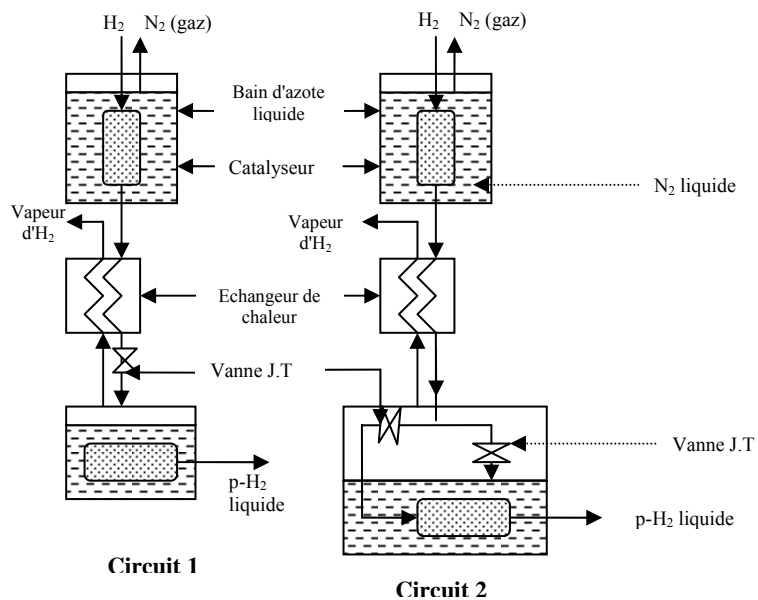 H₂
N₂ (gaz)
H₂
N₂ (gaz)
Bain d'azote
liquide
Catalyseur
N₂ liquide
Vapeur
d'H₂
Vapeur
d'H₂
Echangeur de
chaleur
Vanne J.T
Vanne J.T
p-H₂
liquide
p-H₂ liquide
Circuit 1
Circuit 2